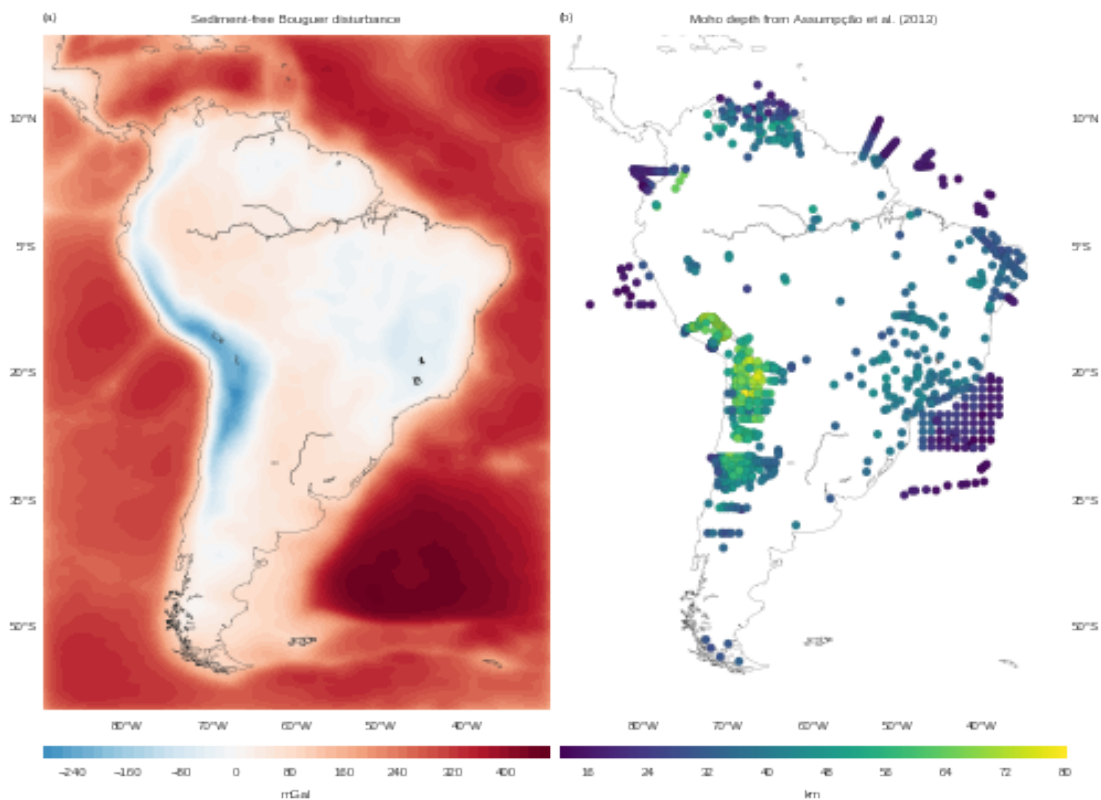 (a) Sediment-free Bouguer disturbance
(b) Moho depth from Assumpção et al. (2013)
10°N 10°N
5°S 5°S
20°S 20°S
35°S 35°S
50°S 50°S
80°W 70°W 60°W 50°W 40°W
80°W 70°W 60°W 50°W 40°W
−240 −160 −80 0 80 160 240 320 400
mGal
16 24 32 40 48 56 64 72 80
km